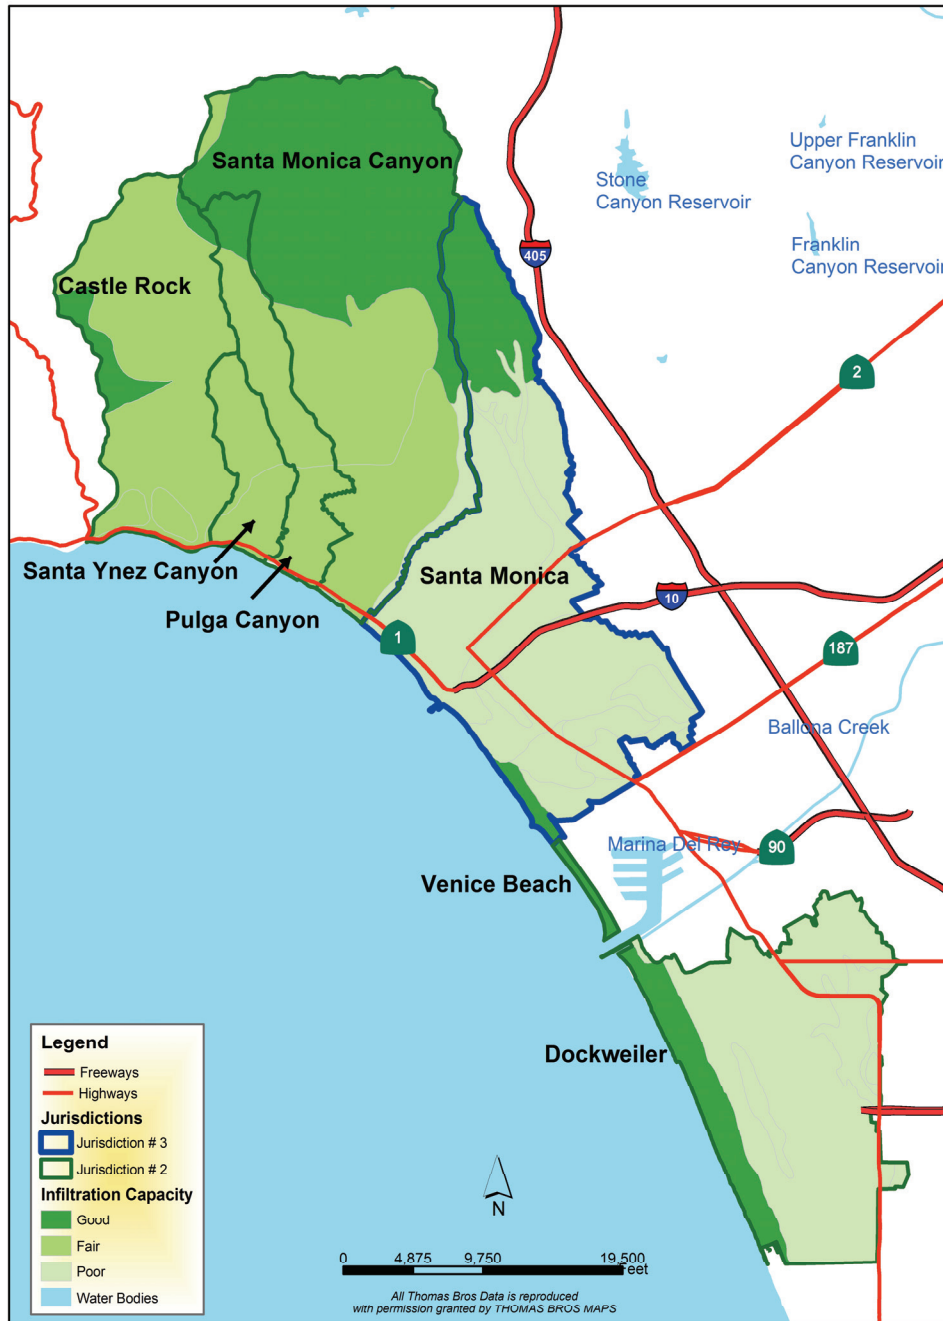 Santa Monica Canyon
Upper Franklin
Canyon Reservoir
Stone
Canyon Reservoir
405
Franklin
Canyon Reservoir
Castle Rock
2
Santa Ynez Canyon
Santa Monica
10
Pulga Canyon
1
187
Ballona Creek
Marina Del Rey
90
Venice Beach
Dockweiler
Legend
Freeways
Highways
Jurisdictions
Jurisdiction # 3
Jurisdiction # 2
Infiltration Capacity
Good
Fair
Poor
Water Bodies
N
0 4,875 9,750 19,500
Feet
All Thomas Bros Data is reproduced
with permission granted by THOMAS BROS MAPS